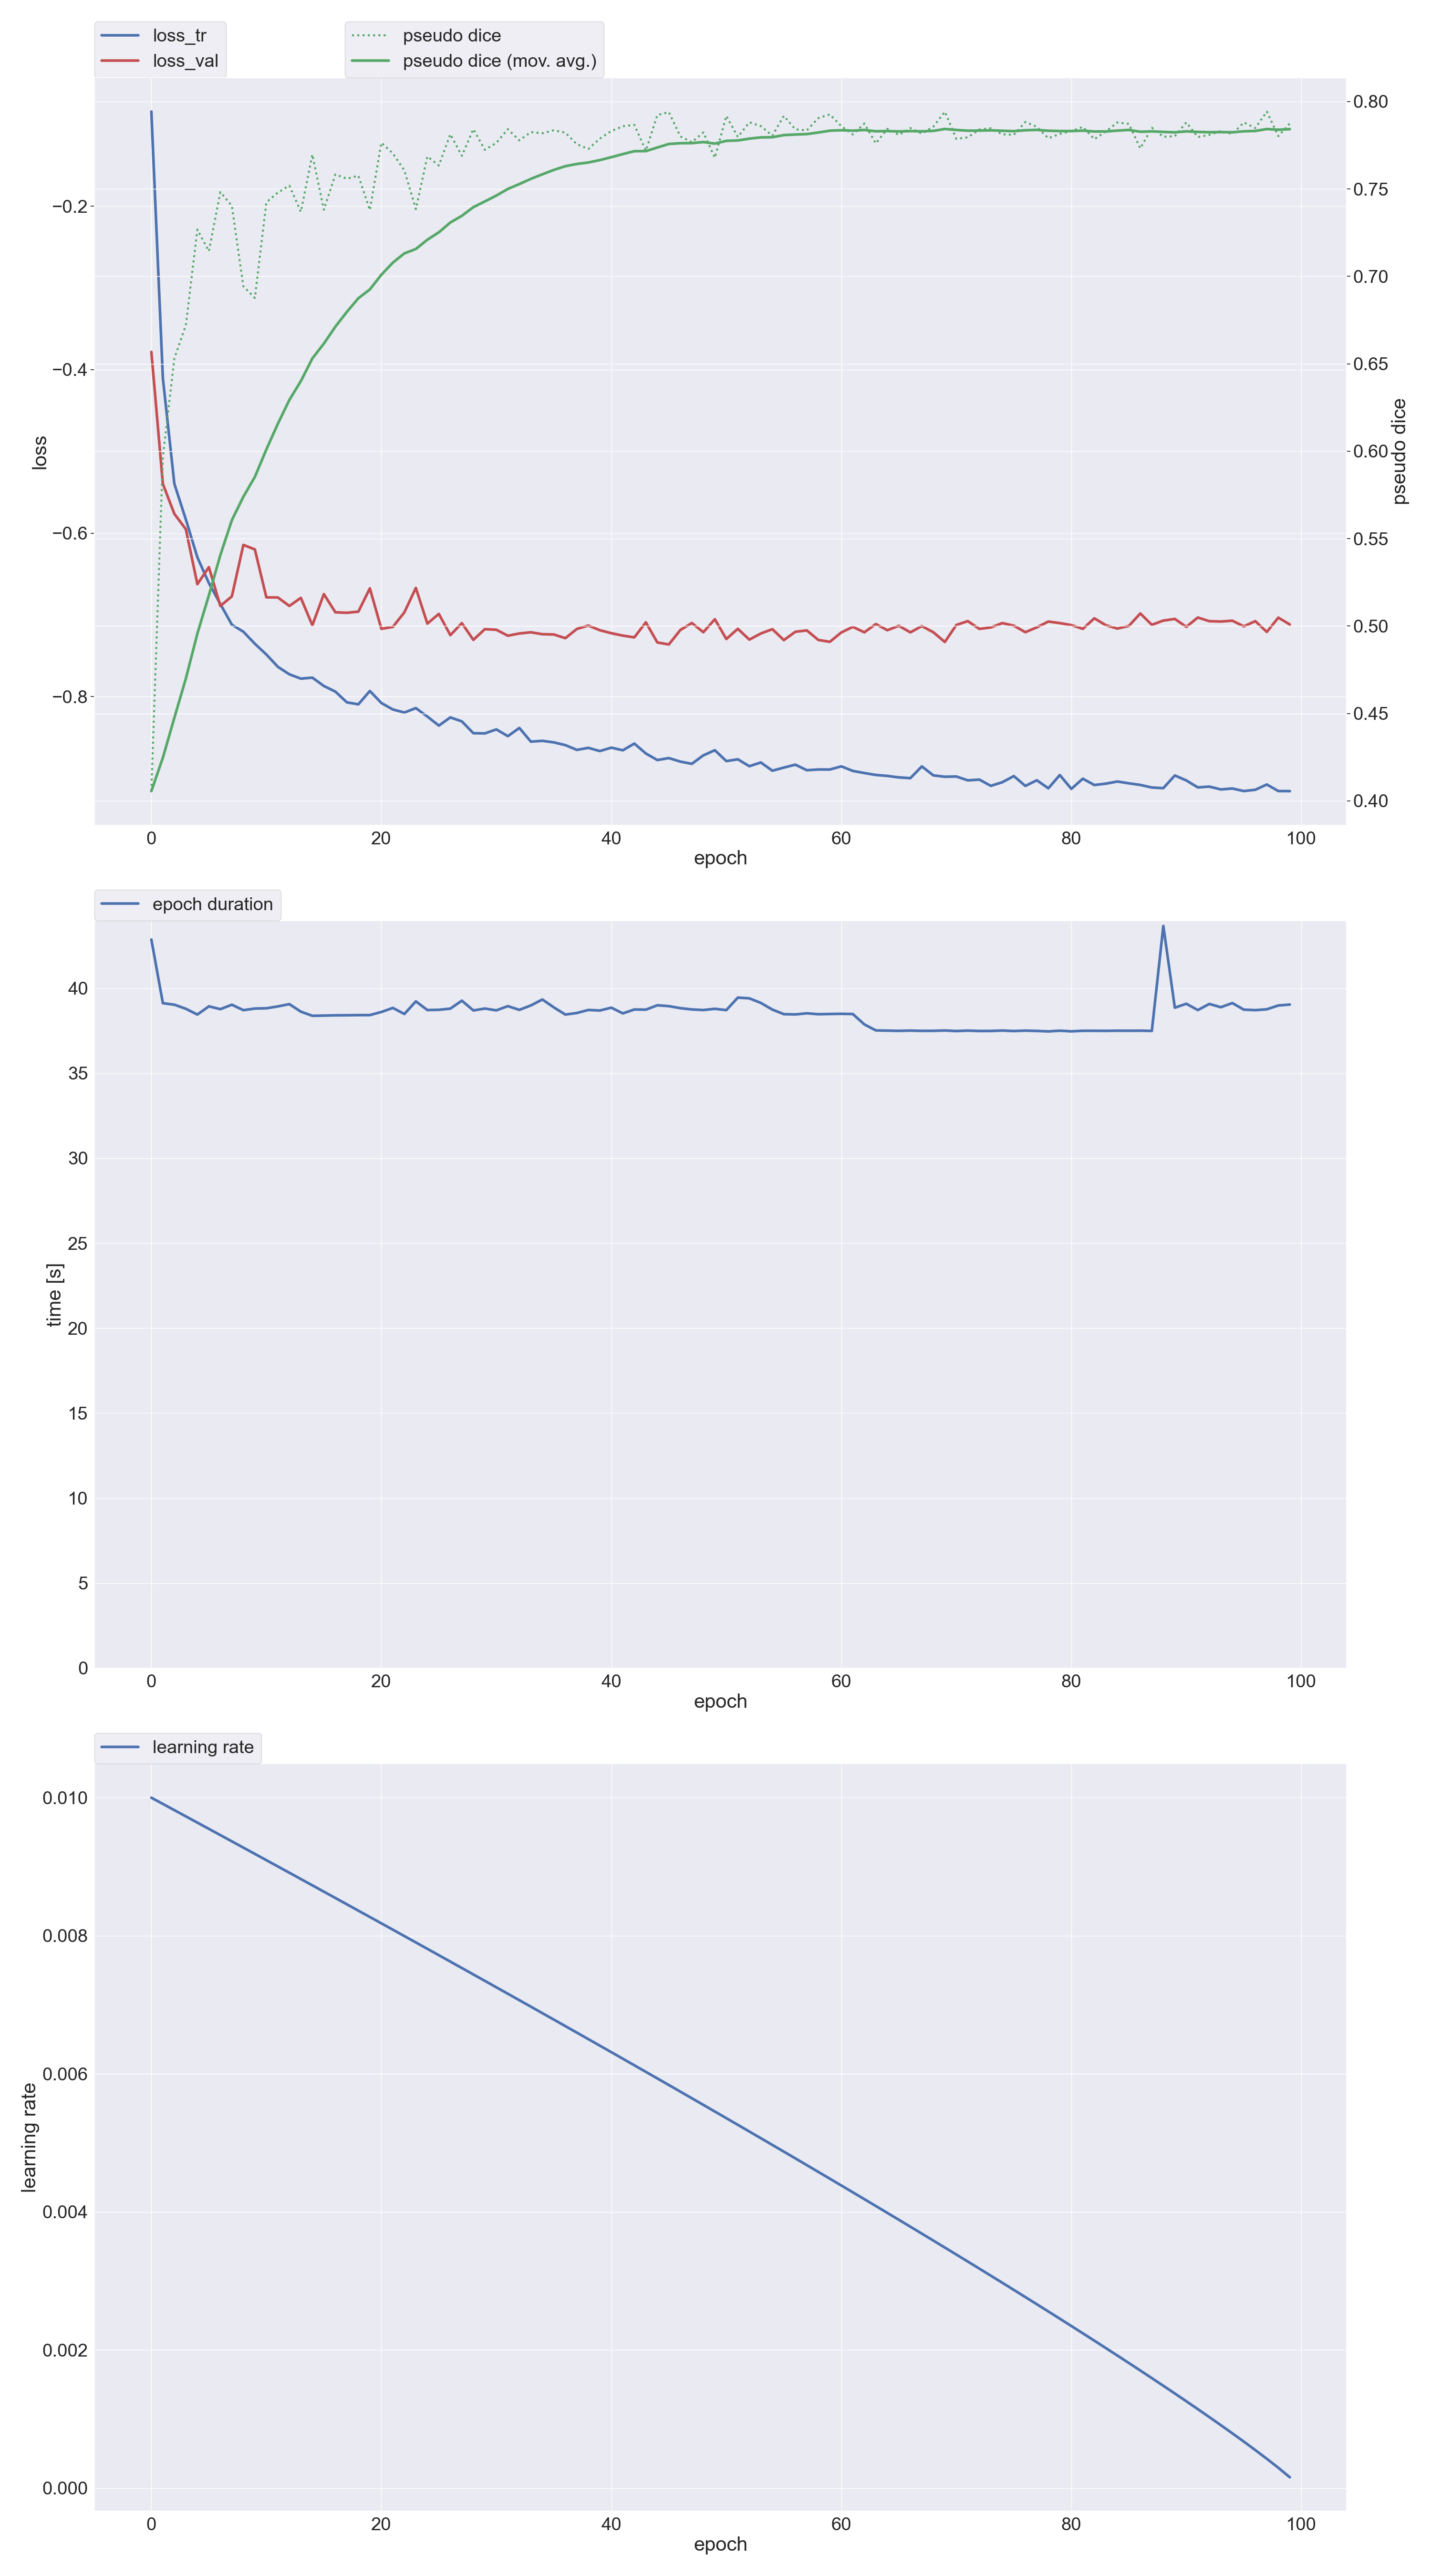 loss_tr
loss_val
pseudo dice
pseudo dice (mov. avg.)
−0.2
−0.4
−0.6
−0.8
loss
0.80
0.75
0.70
0.65
0.60
0.55
0.50
0.45
0.40
pseudo dice
0 20 40 60 80 100
epoch
epoch duration
40
35
30
25
20
15
10
5
0
time [s]
0 20 40 60 80 100
epoch
learning rate
0.010
0.008
0.006
0.004
0.002
0.000
learning rate
0 20 40 60 80 100
epoch